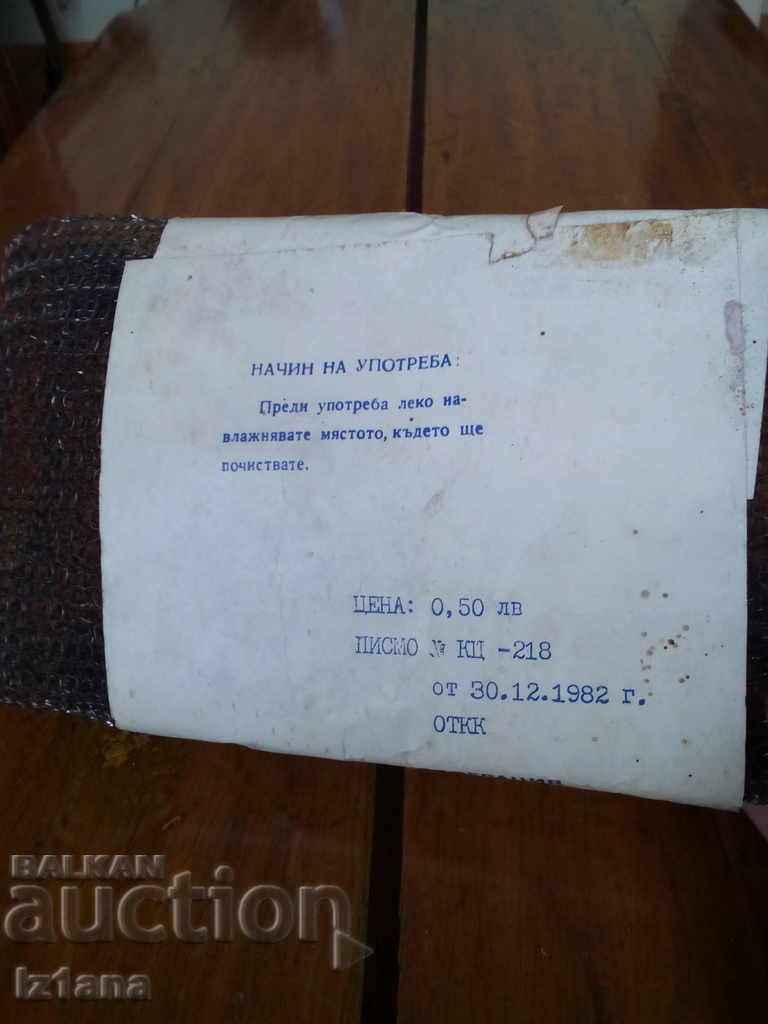 НАЧИН НА УПОТРЕБА:
Преди употреба леко на-
влажнявате мястото, където ще
почиствате.
ЦЕНА: 0,50 лв
ПИСМО № КЦ -218
от 30.12.1982 г.
ОТКК
BALKAN
auction
iz1ana